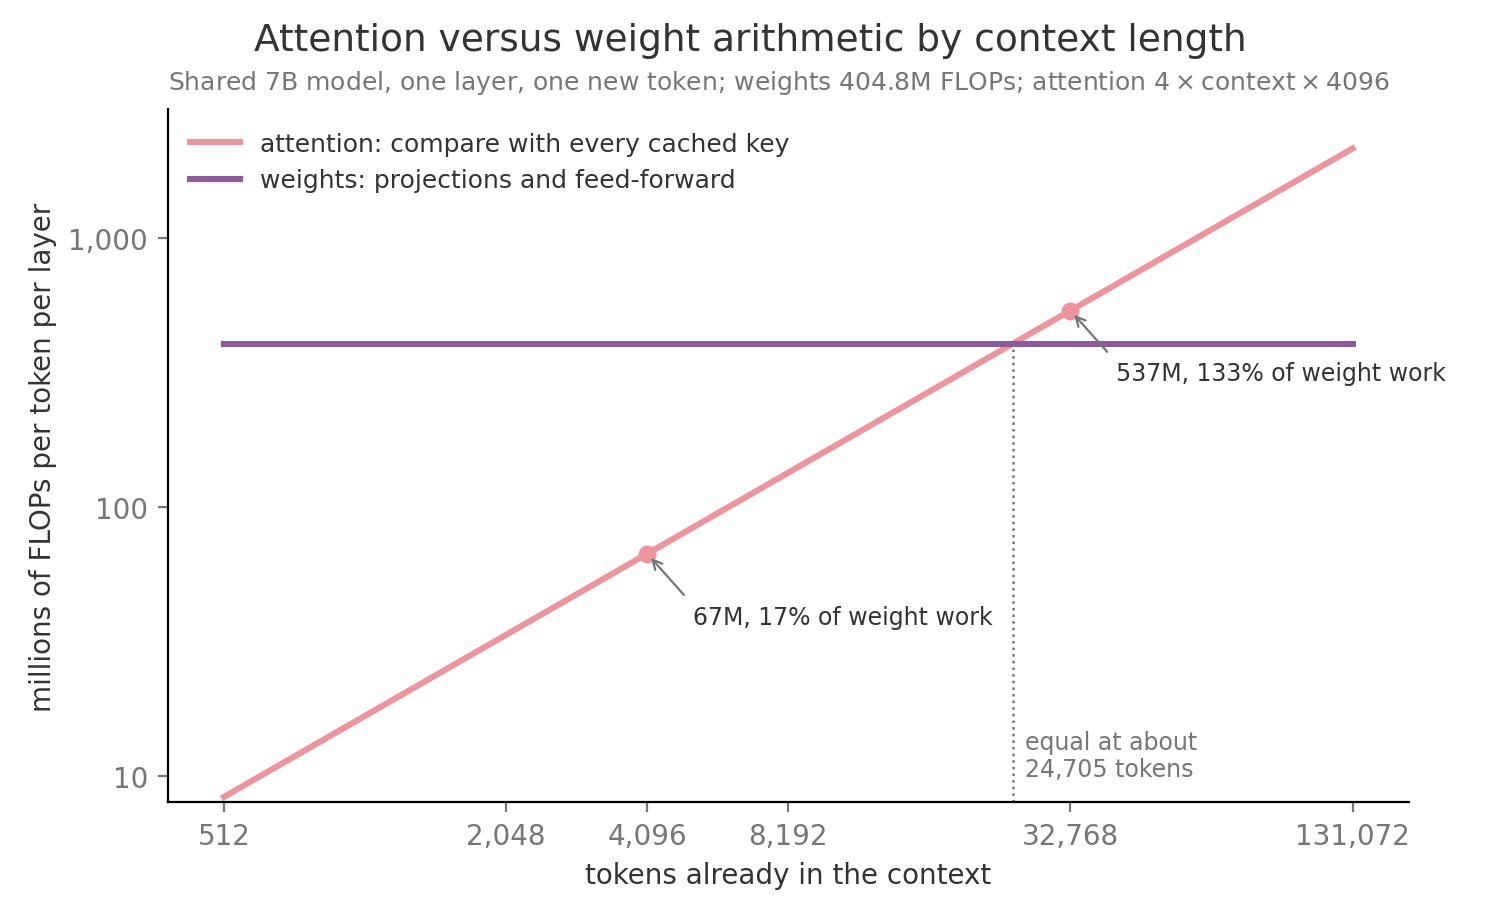 Attention versus weight arithmetic by context length
Shared 7B model, one layer, one new token; weights 404.8M FLOPs; attention 4 × context × 4096
attention: compare with every cached key
weights: projections and feed-forward
millions of FLOPs per token per layer
1,000
100
10
537M, 133% of weight work
67M, 17% of weight work
equal at about
24,705 tokens
512
2,048
4,096
8,192
32,768
131,072
tokens already in the context